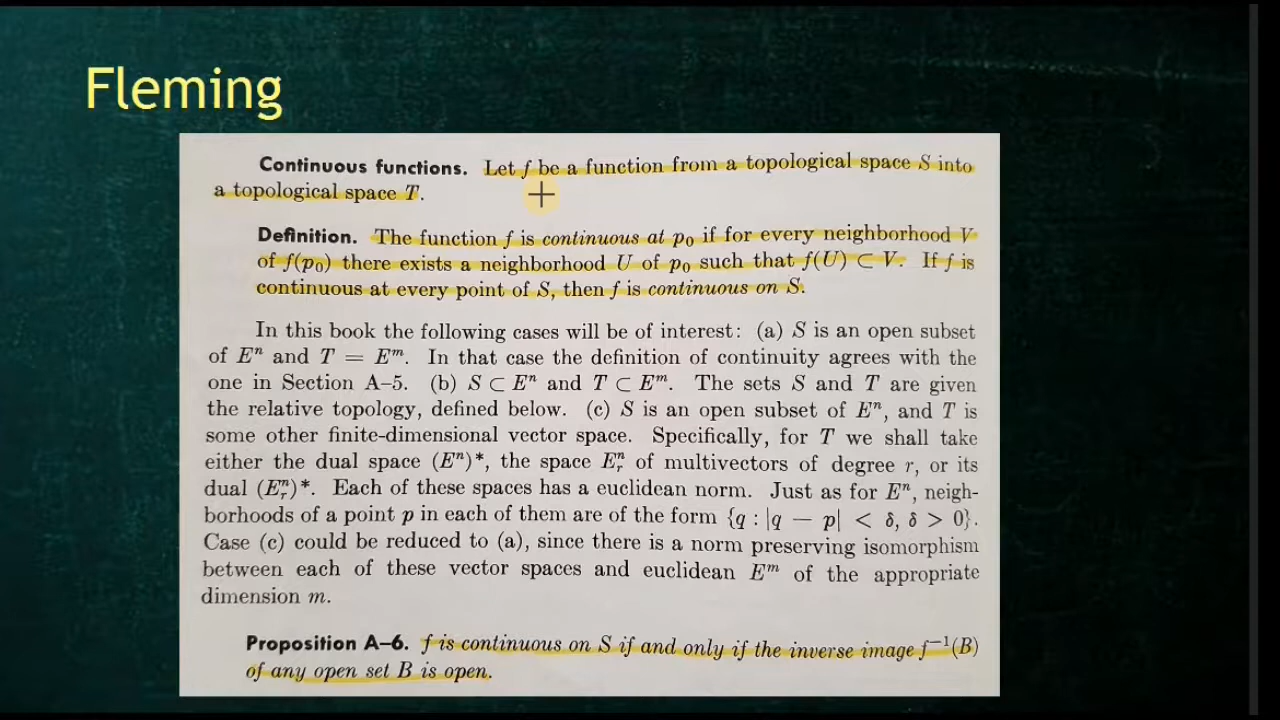 Fleming
Continuous functions. Let f be a function from a topological space S into
a topological space T.
Definition. The function f is continuous at p₀ if for every neighborhood V
of f(p₀) there exists a neighborhood U of p₀ such that f(U) ⊂ V. If f is
continuous at every point of S, then f is continuous on S.
In this book the following cases will be of interest: (a) S is an open subset
of Eⁿ and T = Eᵐ. In that case the definition of continuity agrees with the
one in Section A–5. (b) S ⊂ Eⁿ and T ⊂ Eᵐ. The sets S and T are given
the relative topology, defined below. (c) S is an open subset of Eⁿ, and T is
some other finite-dimensional vector space. Specifically, for T we shall take
either the dual space (Eⁿ)*, the space Eᵣⁿ of multivectors of degree r, or its
dual (Eᵣⁿ)*. Each of these spaces has a euclidean norm. Just as for Eⁿ, neigh-
borhoods of a point p in each of them are of the form {q : |q − p| < δ, δ > 0}.
Case (c) could be reduced to (a), since there is a norm preserving isomorphism
between each of these vector spaces and euclidean Eᵐ of the appropriate
dimension m.
Proposition A–6. f is continuous on S if and only if the inverse image f⁻¹(B)
of any open set B is open.